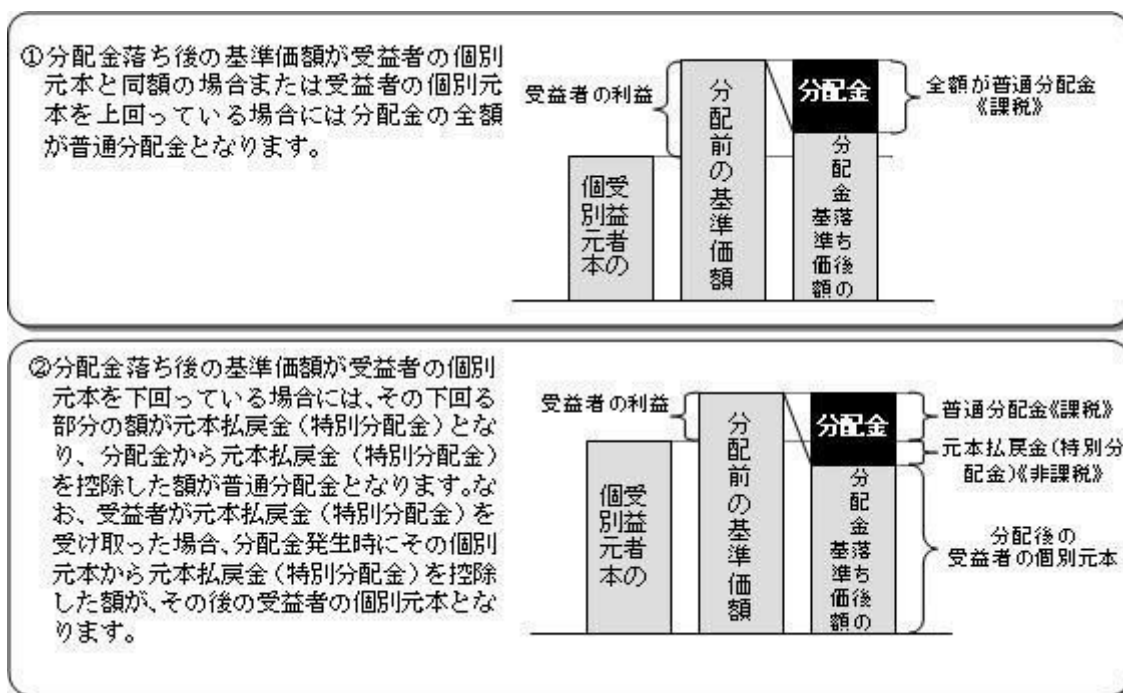 ①分配金落ち後の基準価額が受益者の個別
元本と同額の場合または受益者の個別元
本を上回っている場合には分配金の全額
が普通分配金となります。
受益者の利益
受益者の
個別元本
分配前の基準価額
分配金
分配金落ち後の
基準価額
全額が普通分配金
《課税》
②分配金落ち後の基準価額が受益者の個別
元本を下回っている場合には、その下回る
部分の額が元本払戻金（特別分配金）とな
り、分配金から元本払戻金（特別分配金）
を控除した額が普通分配金となります。な
お、受益者が元本払戻金（特別分配金）を
受け取った場合、分配金発生時にその個別
元本から元本払戻金（特別分配金）を控除
した額が、その後の受益者の個別元本とな
ります。
受益者の利益
受益者の
個別元本
分配前の基準価額
分配金
分配金落ち後の
基準価額
普通分配金《課税》
元本払戻金（特別分
配金）《非課税》
分配後の
受益者の個別元本